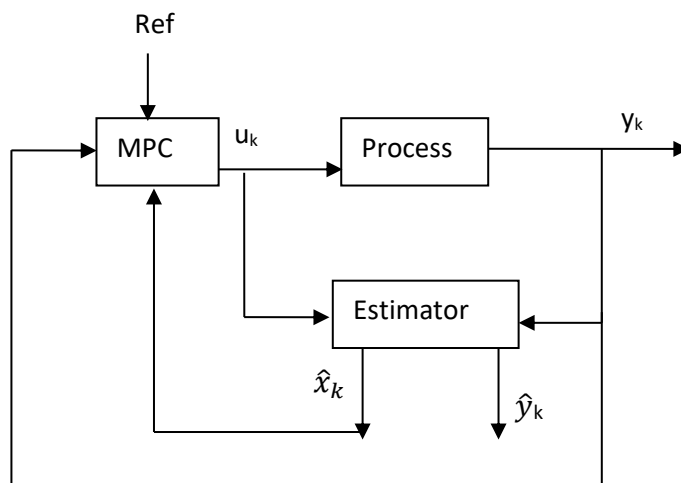 Ref
MPC
uₖ
Process
yₖ
Estimator
x̂ₖ
ŷₖ